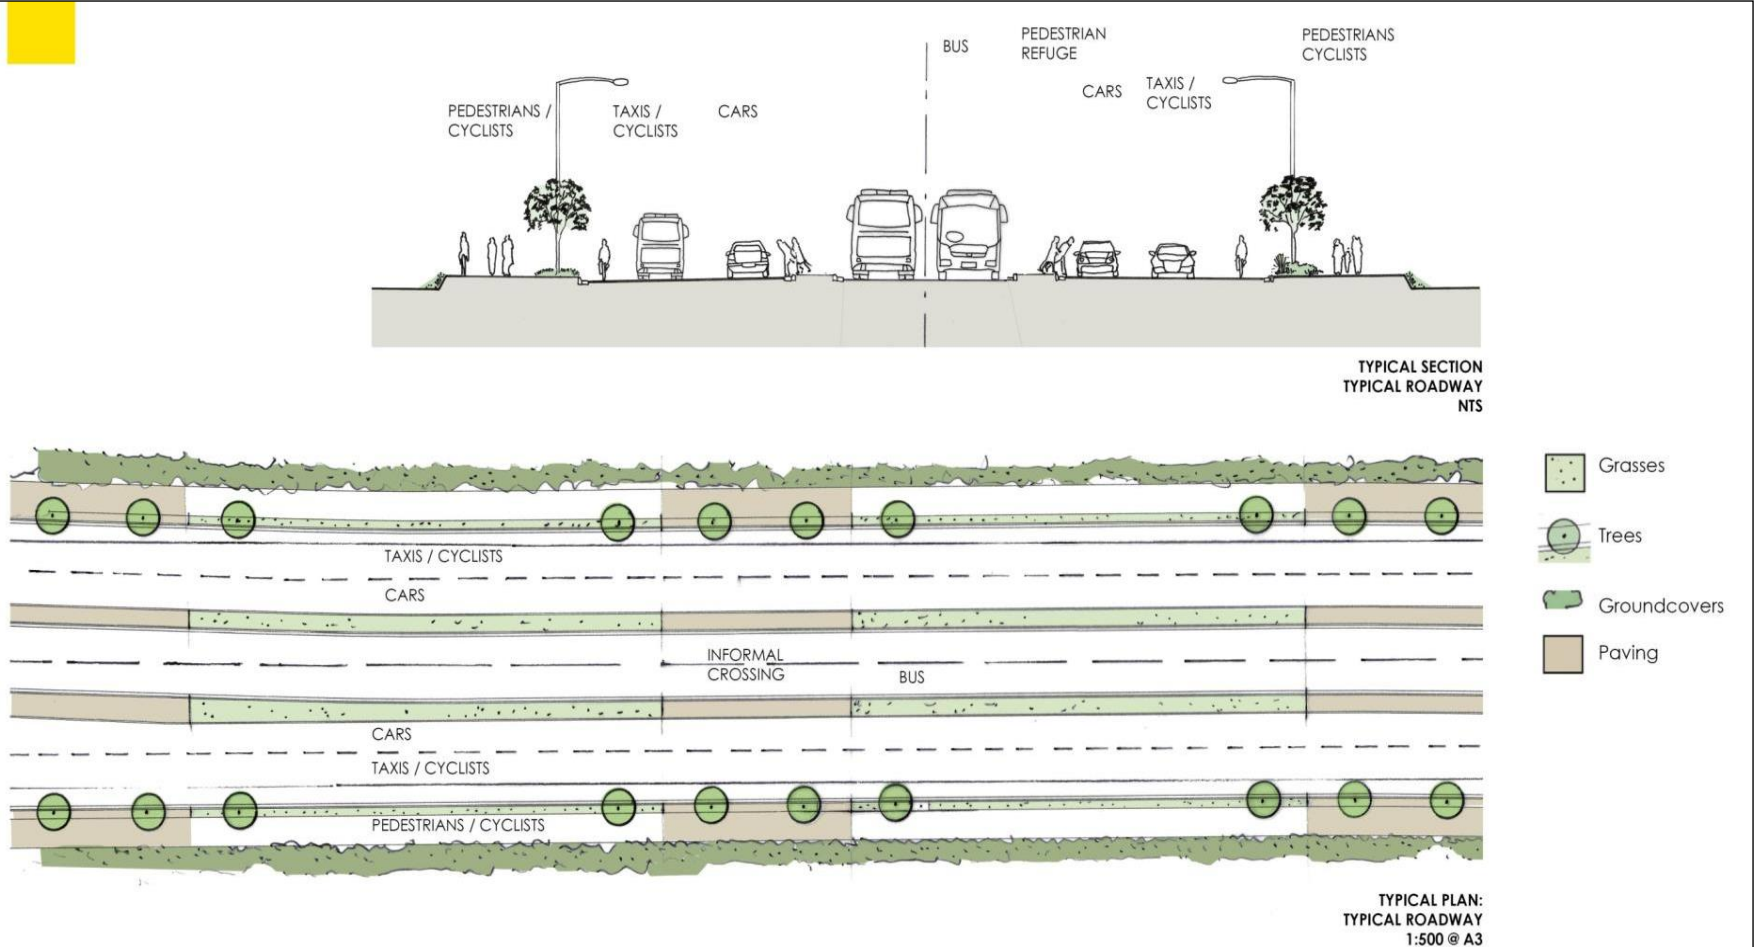 BUS
PEDESTRIAN
REFUGE
PEDESTRIANS
CYCLISTS
PEDESTRIANS /
CYCLISTS
TAXIS /
CYCLISTS
CARS
CARS
TAXIS /
CYCLISTS
TYPICAL SECTION
TYPICAL ROADWAY
NTS
TAXIS / CYCLISTS
CARS
INFORMAL
CROSSING
BUS
CARS
TAXIS / CYCLISTS
PEDESTRIANS / CYCLISTS
Grasses
Trees
Groundcovers
Paving
TYPICAL PLAN:
TYPICAL ROADWAY
1:500 @ A3